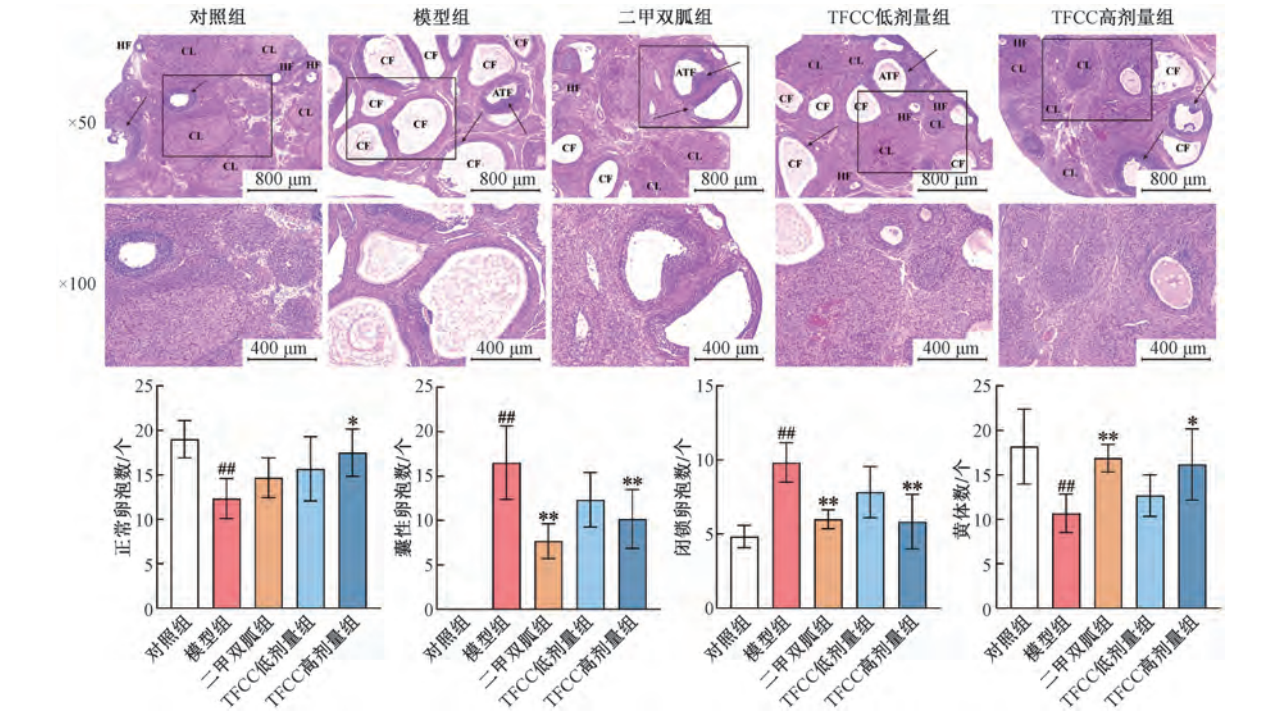 对照组 模型组 二甲双胍组 TFCC低剂量组 TFCC高剂量组
×50
HF CL CL HF HF CL CL CL 800 μm
CF CF CF CF ATF CF CF CF 800 μm
ATF HF CF CF CL CL 800 μm
CL CL ATF CF CF CF HF HF CL CL CF CF HF 800 μm
HF CL CL CF CL CF CL 800 μm
×100
400 μm 400 μm 400 μm 400 μm 400 μm
正常卵泡数/个
25
20
15
10
5
0
## *
对照组 模型组 二甲双胍组 TFCC低剂量组 TFCC高剂量组
囊性卵泡数/个
25
20
15
10
5
0
## ** **
对照组 模型组 二甲双胍组 TFCC低剂量组 TFCC高剂量组
闭锁卵泡数/个
15
10
5
0
## ** **
对照组 模型组 二甲双胍组 TFCC低剂量组 TFCC高剂量组
黄体数/个
25
20
15
10
5
0
## ** *
对照组 模型组 二甲双胍组 TFCC低剂量组 TFCC高剂量组